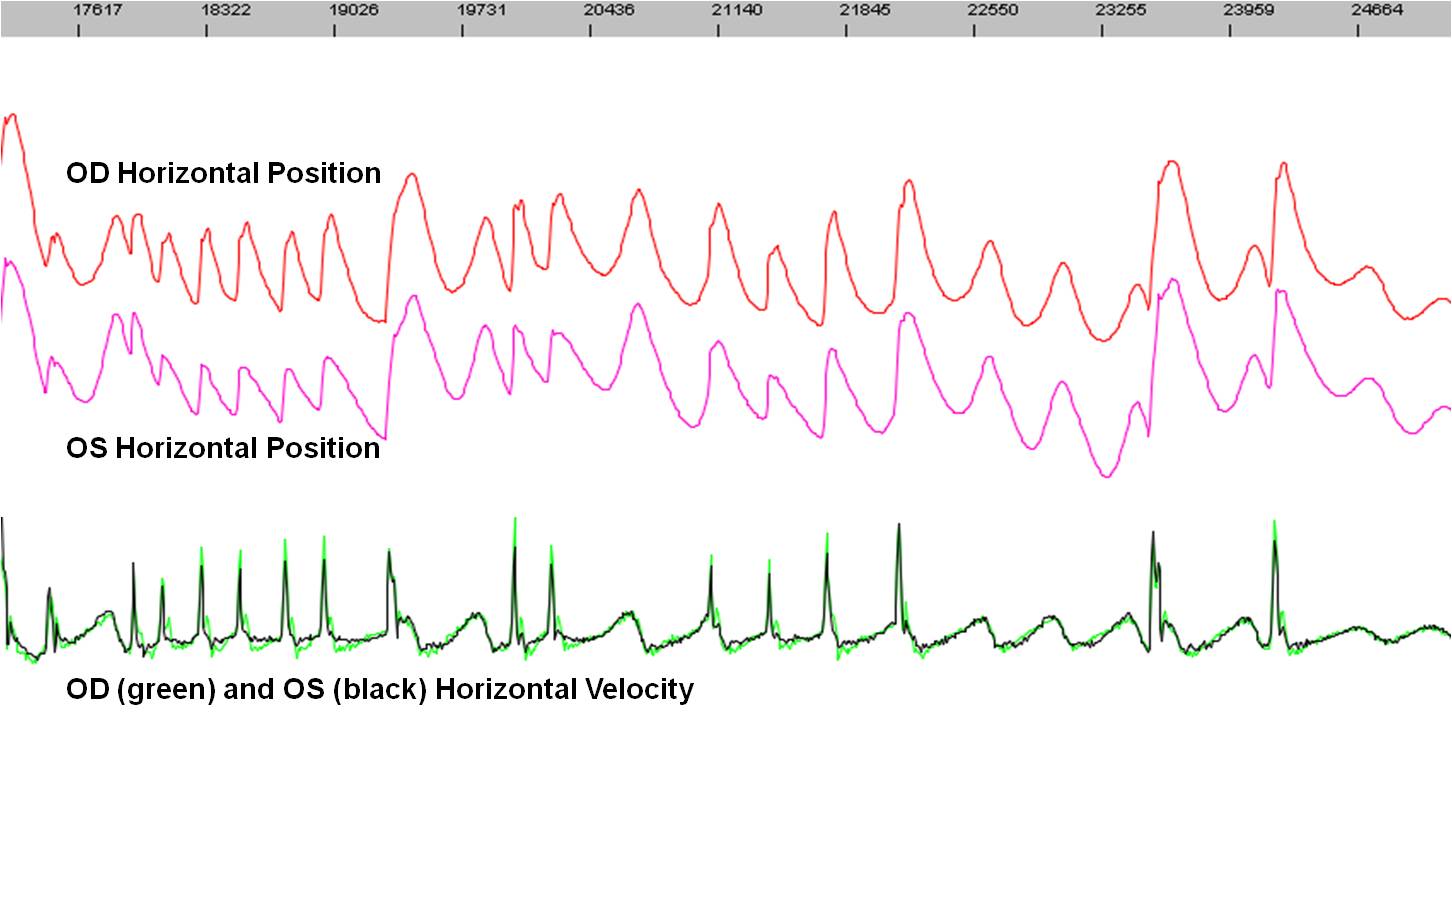 17617 18322 19026 19731 20436 21140 21845 22550 23255 23959 24664
OD Horizontal Position
OS Horizontal Position
OD (green) and OS (black) Horizontal Velocity